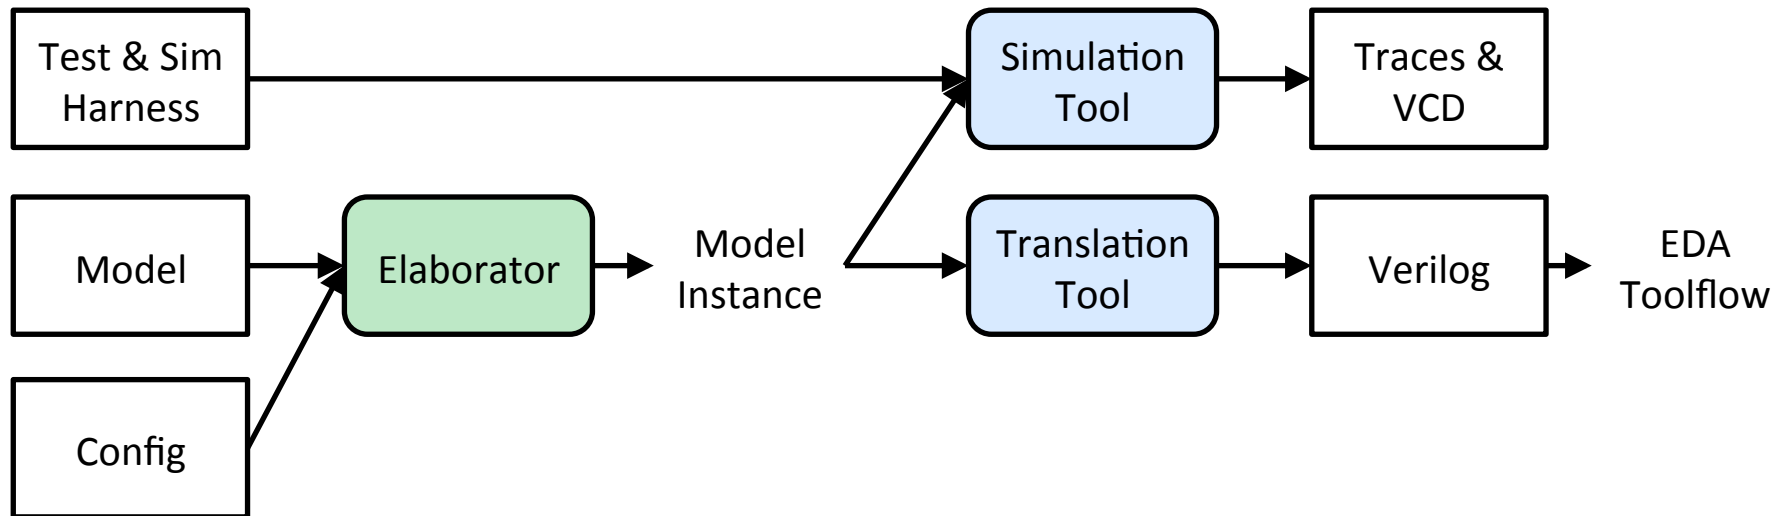 Test & Sim
Harness
Simulation
Tool
Traces &
VCD
Model
Elaborator
Model
Instance
Translation
Tool
Verilog
EDA
Toolflow
Config